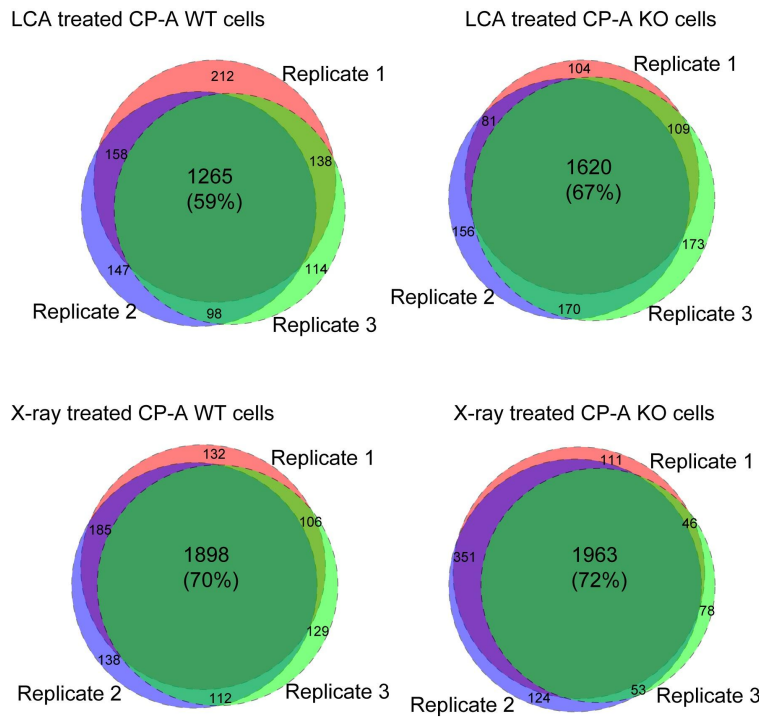 LCA treated CP-A WT cells
212
Replicate 1
158
138
1265
(59%)
147
114
Replicate 2
98
Replicate 3
LCA treated CP-A KO cells
104
Replicate 1
81
109
1620
(67%)
156
173
Replicate 2
170
Replicate 3
X-ray treated CP-A WT cells
132
Replicate 1
185
106
1898
(70%)
129
138
Replicate 2
112
Replicate 3
X-ray treated CP-A KO cells
111
Replicate 1
46
351
1963
(72%)
78
53
Replicate 3
Replicate 2
124